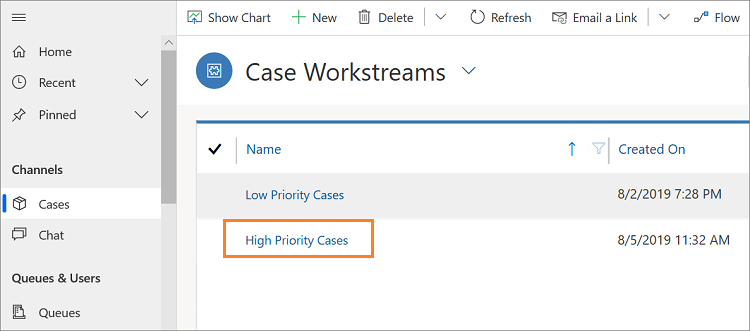 Show Chart New Delete Refresh Email a Link Flow
Home
Recent
Pinned
Channels
Cases
Chat
Queues & Users
Queues
Case Workstreams
Name Created On
Low Priority Cases 8/2/2019 7:28 PM
High Priority Cases 8/5/2019 11:32 AM